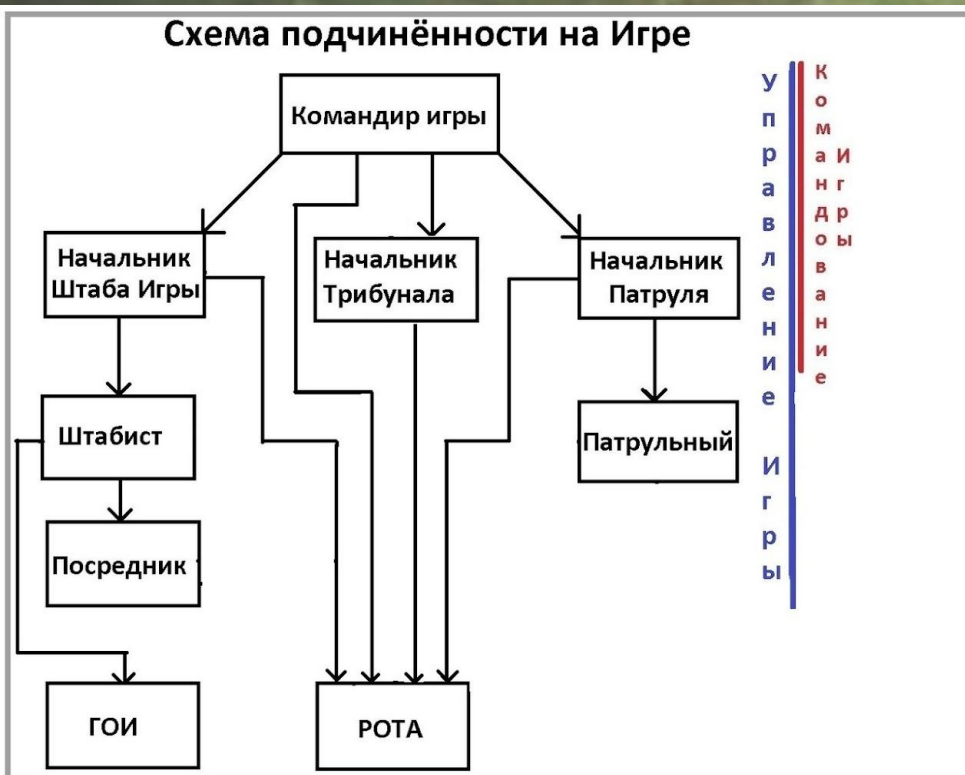 Схема подчинённости на Игре
Командир игры
Начальник
Штаба Игры
Начальник
Трибунала
Начальник
Патруля
Штабист
Патрульный
Посредник
ГОИ
РОТА
Управление Игры
Командование
Игры